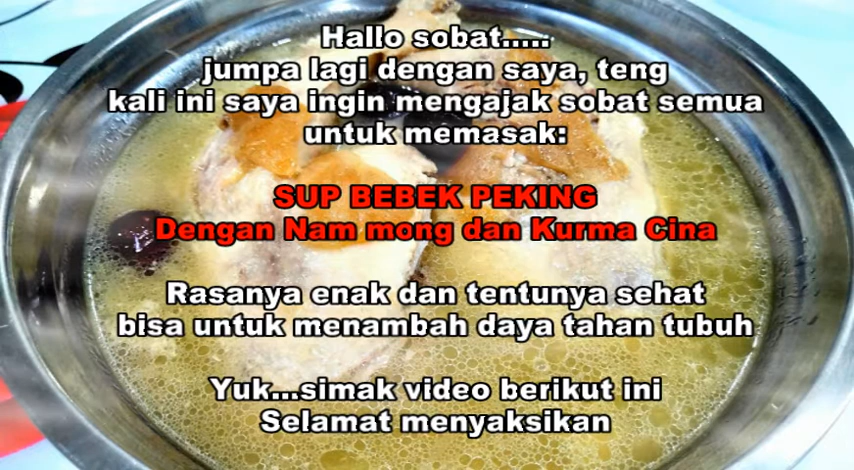 Hallo sobat.....
jumpa lagi dengan saya, teng
kali ini saya ingin mengajak sobat semua
untuk memasak:
SUP BEBEK PEKING
Dengan Nam mong dan Kurma Cina
Rasanya enak dan tentunya sehat
bisa untuk menambah daya tahan tubuh
Yuk...simak video berikut ini
Selamat menyaksikan